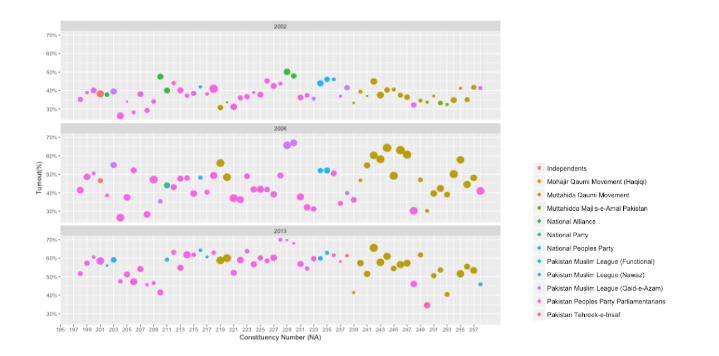 2002
70%
60%
50%
40%
30%
2008
70%
60%
50%
40%
30%
Turnout(%)
2013
70%
60%
50%
40%
30%
195 197 199 201 203 205 207 209 211 213 215 217 219 221 223 225 227 229 231 233 235 237 239 241 243 245 247 249 251 253 255 257
Constituency Number (NA)
Independents
Mohajir Qaumi Movement (Haqiqi)
Muttahida Qaumi Movement
Muttahidda Majlis-e-Amal Pakistan
National Alliance
National Party
National Peoples Party
Pakistan Muslim League (Functional)
Pakistan Muslim League (Nawaz)
Pakistan Muslim League (Qaid-e-Azam)
Pakistan Peoples Party Parliamentarians
Pakistan Tehreek-e-Insaf